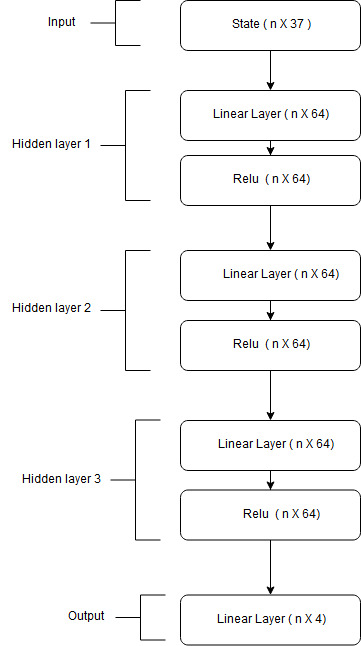 Input
State ( n X 37 )
Hidden layer 1
Linear Layer ( n X 64)
Relu ( n X 64)
Hidden layer 2
Linear Layer ( n X 64)
Relu ( n X 64)
Hidden layer 3
Linear Layer ( n X 64)
Relu ( n X 64)
Output
Linear Layer ( n X 4)